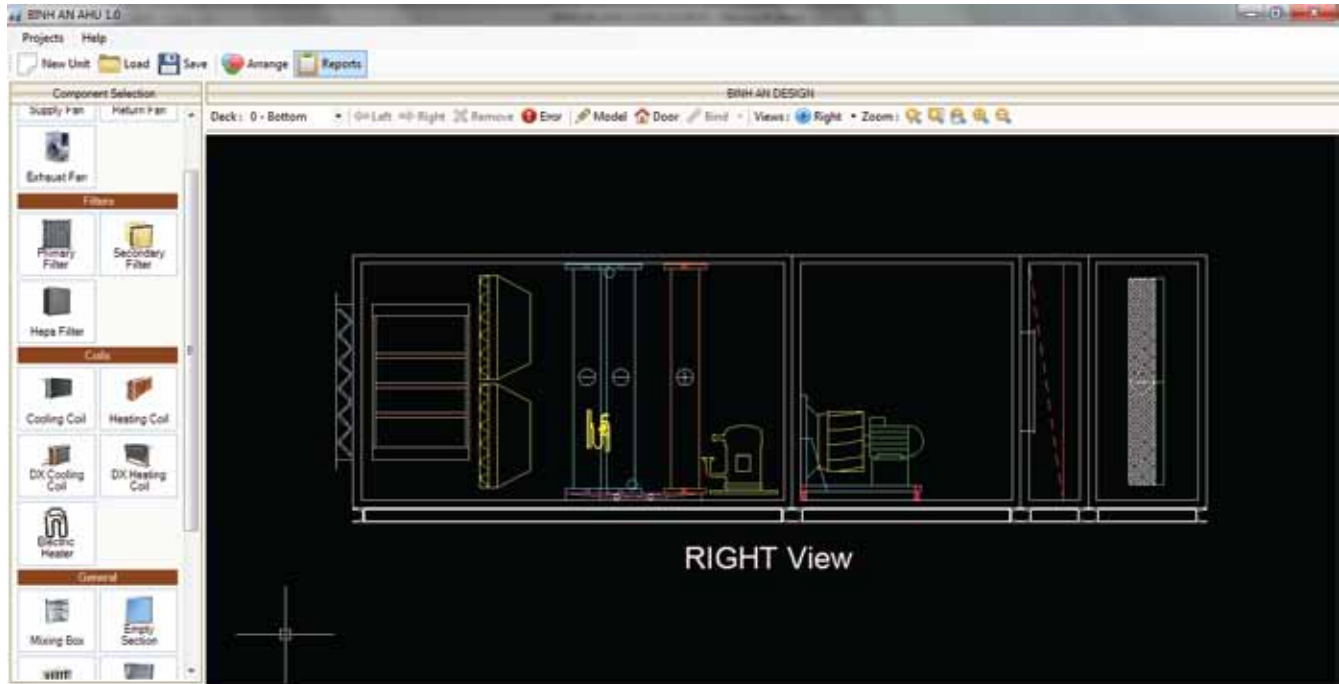 BINH AN AHU 1.0
Projects Help
New Unit Load Save Arrange Reports
Component Selection
BINH AN DESIGN
Supply Fan Return Fan
Deck: 0 - Bottom Left Right Remove Error Model Door Bind Views: Right Zoom:
Exhaust Fan
Filters
Primary Filter
Secondary Filter
Hepa Filter
Coils
Cooling Coil Heating Coil
DX Cooling Coil
DX Heating Coil
Electric Heater
General
Mixing Box
Empty Section
RIGHT View